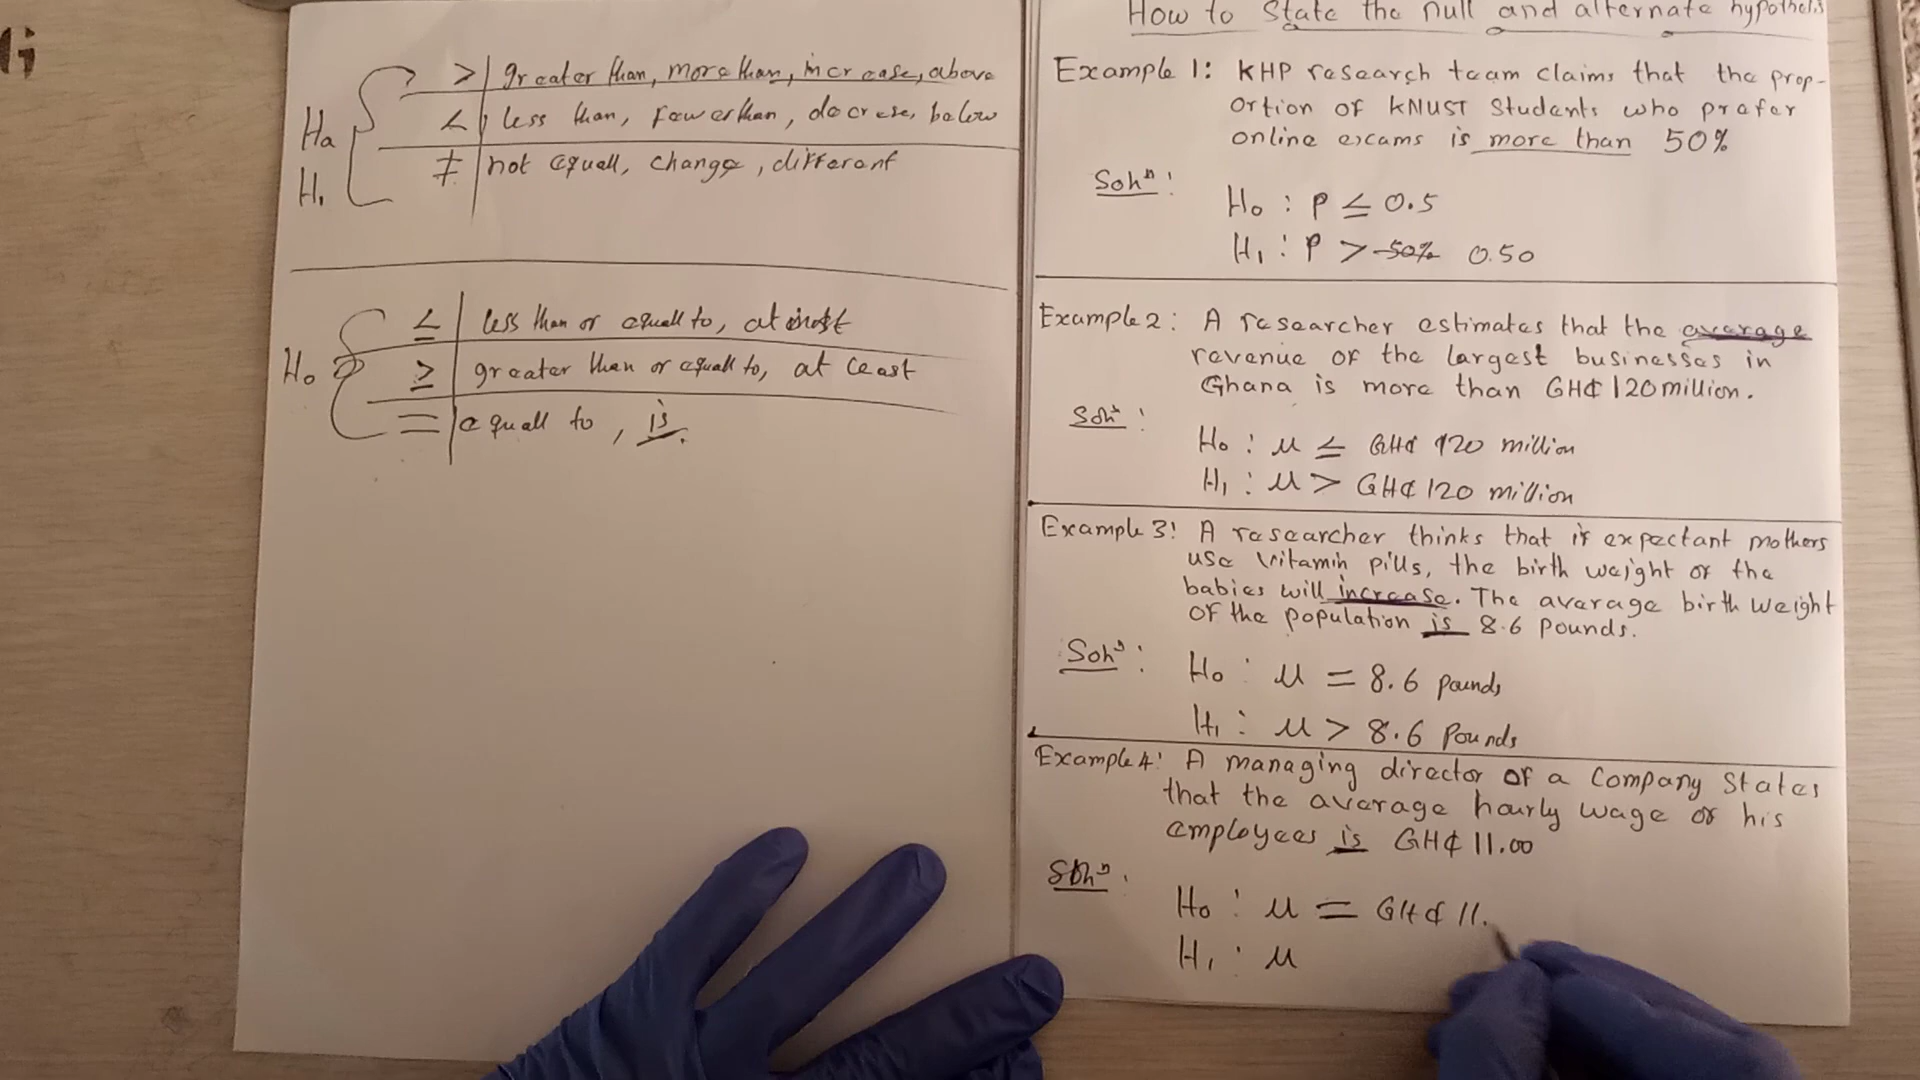 > greater than, more than, increase, above
Ha
< less than, fewer than, decrese, below
≠ not equall, change, different
H₁
≤ less than or equall to, at most
H₀
≥ greater than or equall to, at least
= equall to, is.
How to State the null and alternate hypothesis
Example 1: KHP research team claims that the prop-
ortion of KNUST Students who prefer
online exams is more than 50%
Solⁿ:
H₀ : P ≤ 0.5
H₁ : P > 50% 0.50
Example 2: A researcher estimates that the average
revenue of the largest businesses in
Ghana is more than GH₵ 120 million.
Solⁿ:
H₀ : μ ≤ GH₵ 120 million
H₁ : μ > GH₵ 120 million
Example 3: A researcher thinks that if expectant mothers
use vitamin pills, the birth weight of the
babies will increase. The average birth weight
of the population is 8.6 pounds.
Solⁿ:
H₀ : μ = 8.6 pounds
H₁ : μ > 8.6 Pounds
Example 4: A managing director of a Company States
that the average hourly wage of his
employees is GH₵ 11.00
Solⁿ:
H₀ : μ = GH₵ 11.
H₁ : μ